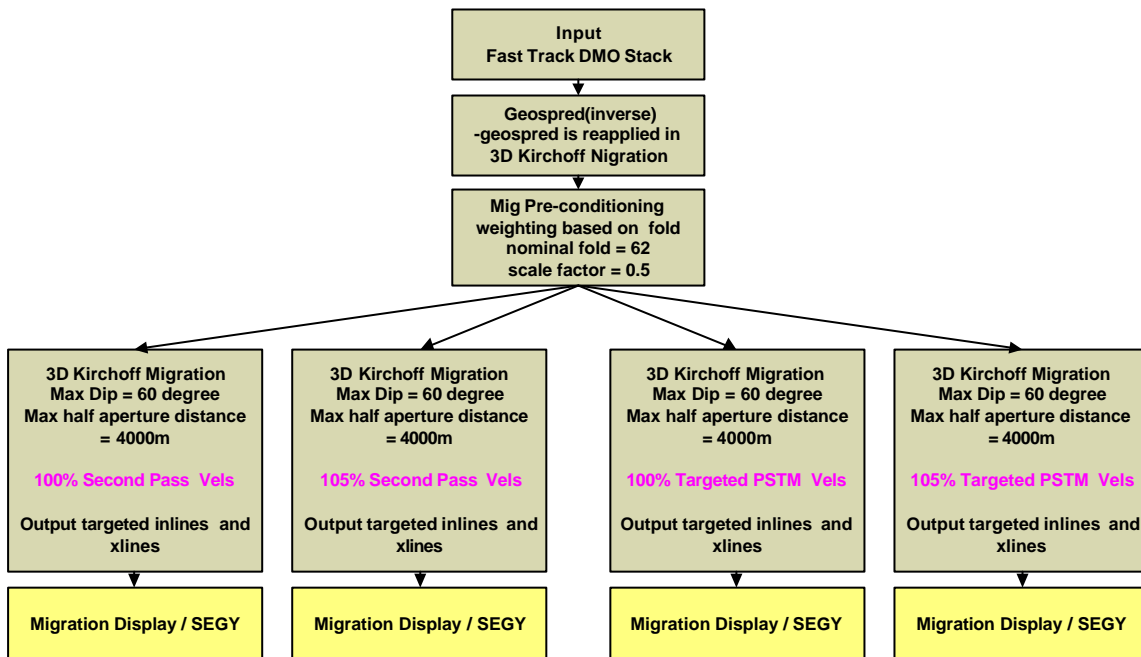 Input
Fast Track DMO Stack
Geospred(inverse)
-geospred is reapplied in
3D Kirchoff Nigration
Mig Pre-conditioning
weighting based on fold
nominal fold = 62
scale factor = 0.5
3D Kirchoff Migration
Max Dip = 60 degree
Max half aperture distance
= 4000m
100% Second Pass Vels
Output targeted inlines and
xlines
3D Kirchoff Migration
Max Dip = 60 degree
Max half aperture distance
= 4000m
105% Second Pass Vels
Output targeted inlines and
xlines
3D Kirchoff Migration
Max Dip = 60 degree
Max half aperture distance
= 4000m
100% Targeted PSTM Vels
Output targeted inlines and
xlines
3D Kirchoff Migration
Max Dip = 60 degree
Max half aperture distance
= 4000m
105% Targeted PSTM Vels
Output targeted inlines and
xlines
Migration Display / SEGY
Migration Display / SEGY
Migration Display / SEGY
Migration Display / SEGY